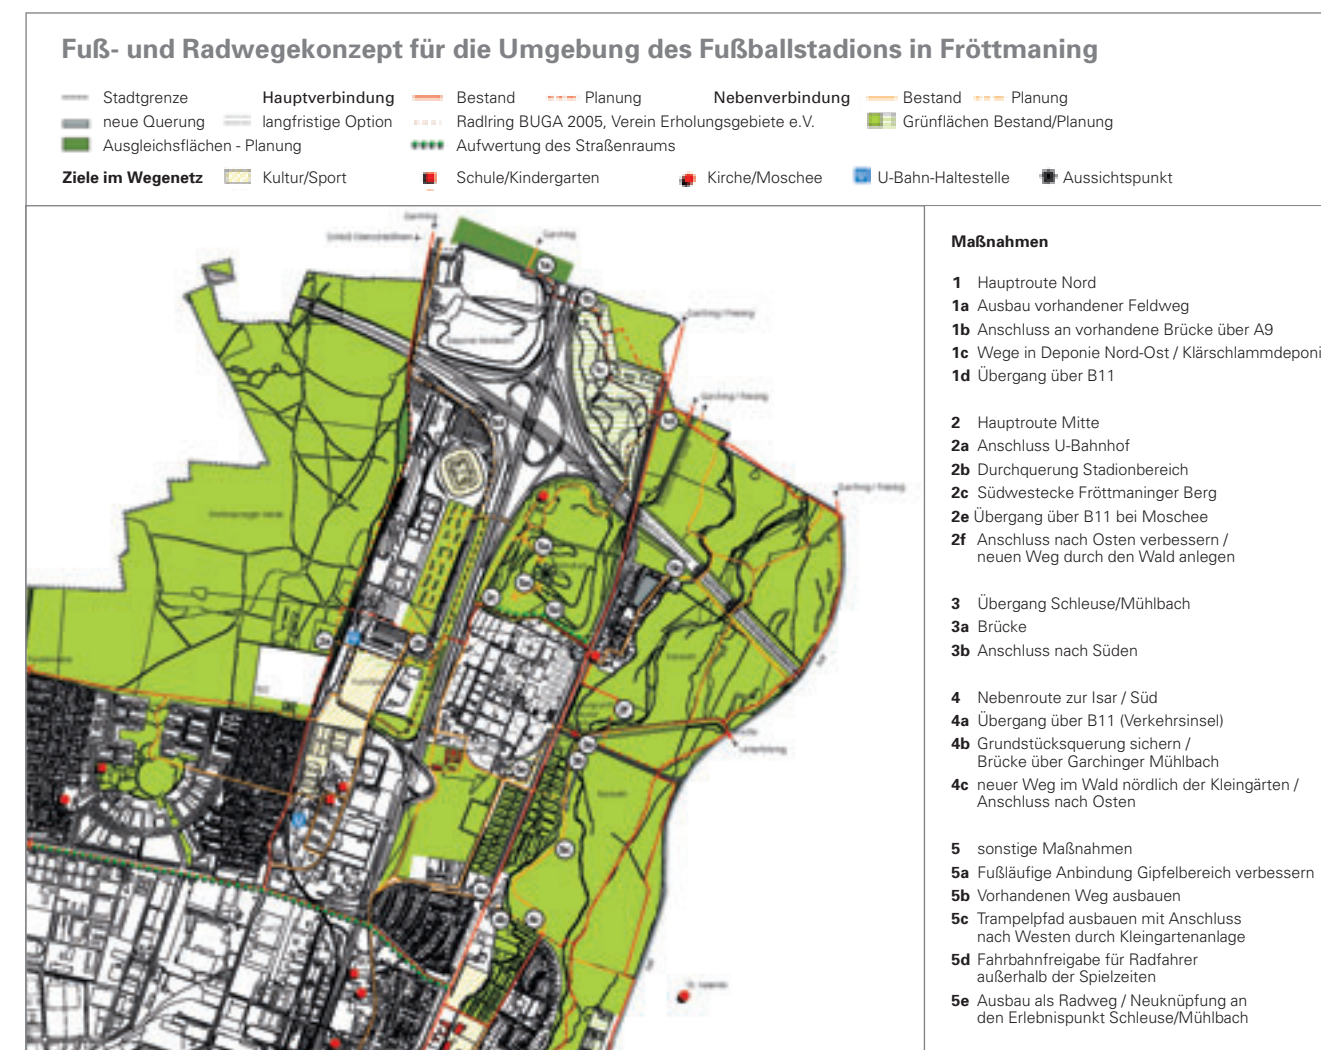 Fuß- und Radwegekonzept für die Umgebung des Fußballstadions in Fröttmaning
Stadtgrenze Hauptverbindung Bestand Planung Nebenverbindung Bestand Planung
neue Querung langfristige Option Radlring BUGA 2005, Verein Erholungsgebiete e.V. Grünflächen Bestand/Planung
Ausgleichsflächen - Planung Aufwertung des Straßenraums
Ziele im Wegenetz Kultur/Sport Schule/Kindergarten Kirche/Moschee U-Bahn-Haltestelle Aussichtspunkt
Garching
Garching
Garching / Freising
Garching / Freising
Garching / Freising
Maßnahmen
1 Hauptroute Nord
1a Ausbau vorhandener Feldweg
1b Anschluss an vorhandene Brücke über A9
1c Wege in Deponie Nord-Ost / Klärschlammdeponi
1d Übergang über B11
2 Hauptroute Mitte
2a Anschluss U-Bahnhof
2b Durchquerung Stadionbereich
2c Südwestecke Fröttmaninger Berg
2e Übergang über B11 bei Moschee
2f Anschluss nach Osten verbessern /
neuen Weg durch den Wald anlegen
3 Übergang Schleuse/Mühlbach
3a Brücke
3b Anschluss nach Süden
4 Nebenroute zur Isar / Süd
4a Übergang über B11 (Verkehrsinsel)
4b Grundstücksquerung sichern /
Brücke über Garchinger Mühlbach
4c neuer Weg im Wald nördlich der Kleingärten /
Anschluss nach Osten
5 sonstige Maßnahmen
5a Fußläufige Anbindung Gipfelbereich verbessern
5b Vorhandenen Weg ausbauen
5c Trampelpfad ausbauen mit Anschluss
nach Westen durch Kleingartenanlage
5d Fahrbahnfreigabe für Radfahrer
außerhalb der Spielzeiten
5e Ausbau als Radweg / Neuknüpfung an
den Erlebnispunkt Schleuse/Mühlbach